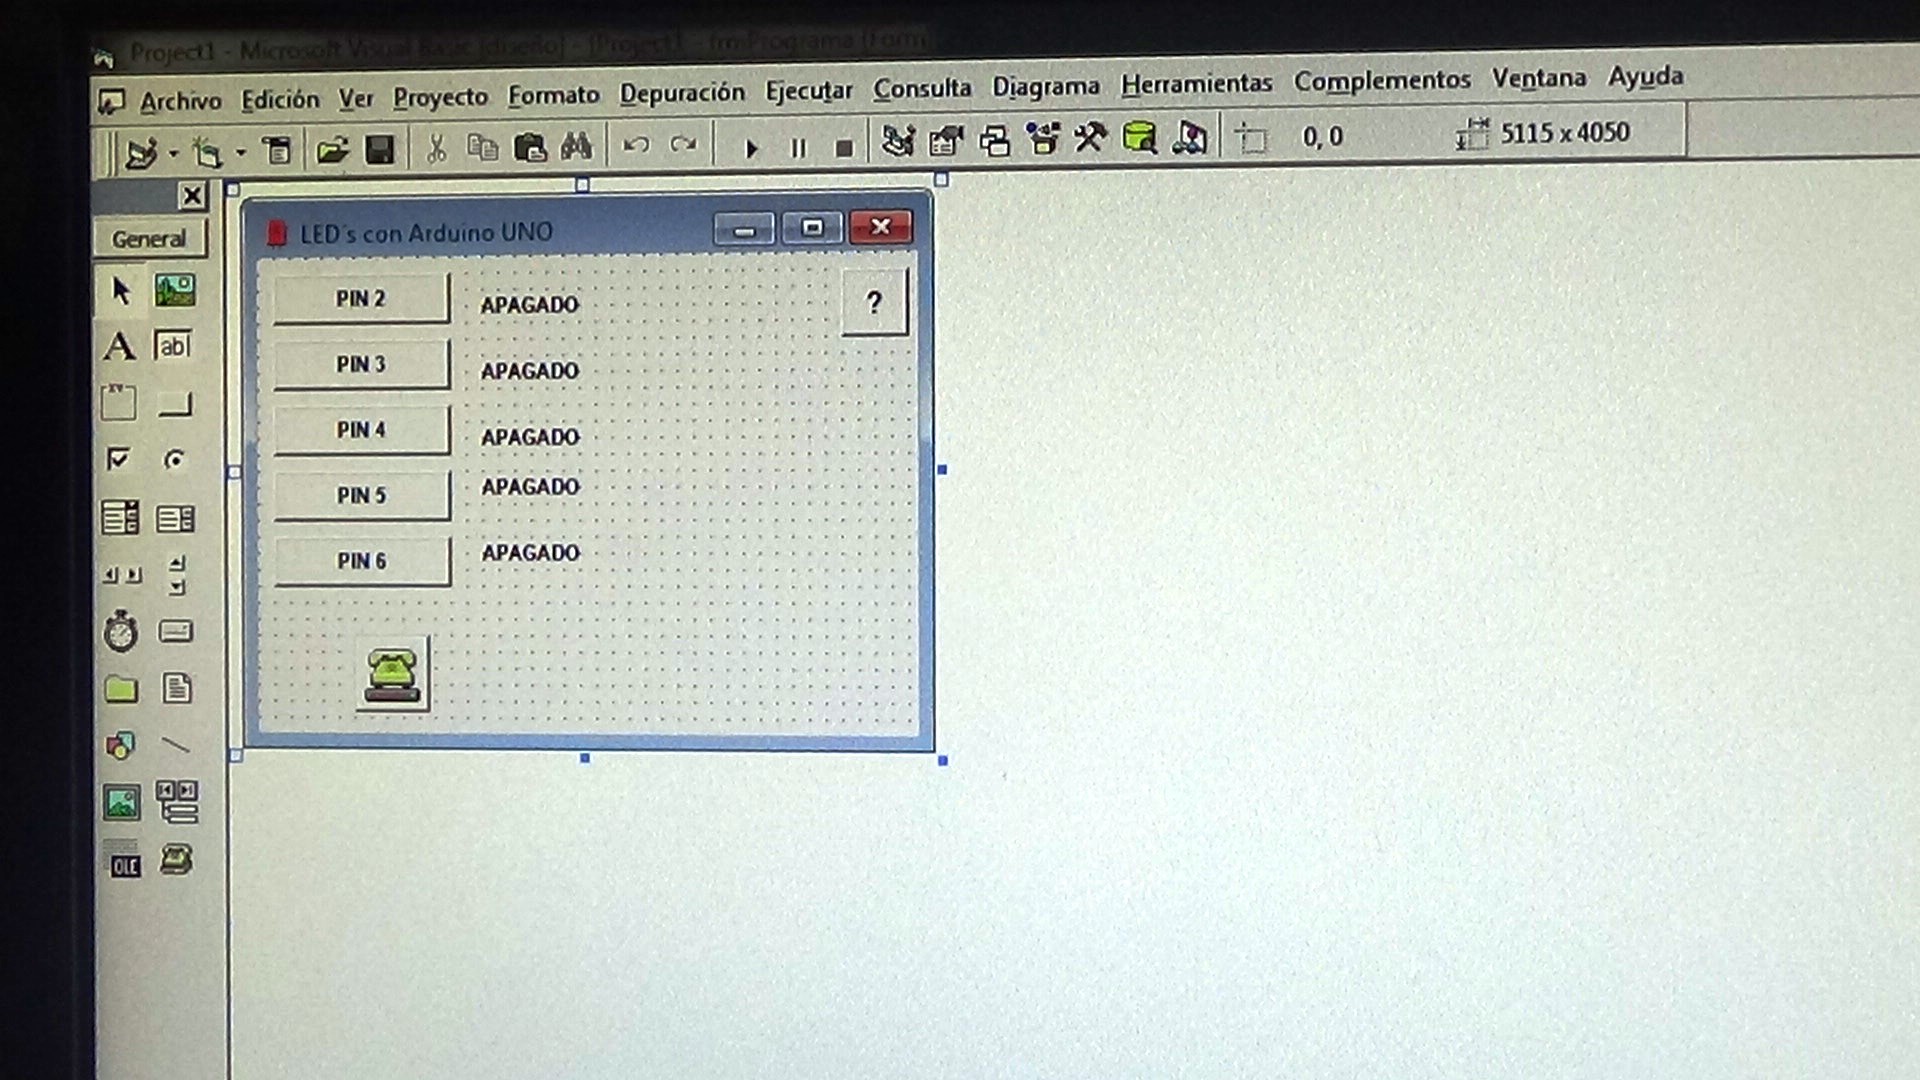 Project1 - Microsoft Visual Basic [diseño] - [Project1 - frmPrograma (Form)
Archivo Edición Ver Proyecto Formato Depuración Ejecutar Consulta Diagrama Herramientas Complementos Ventana Ayuda
0, 0 5115 x 4050
General
LED´s con Arduino UNO
PIN 2 APAGADO ?
PIN 3 APAGADO
PIN 4 APAGADO
PIN 5 APAGADO
PIN 6 APAGADO
A ab|
XY
OLE